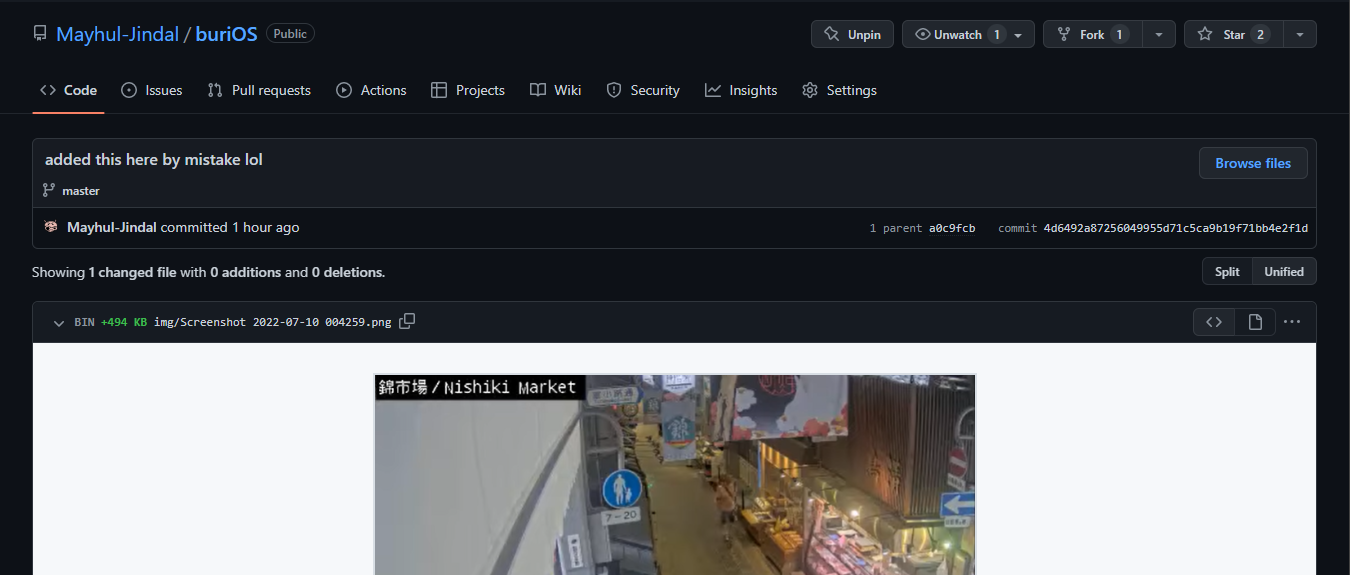 Mayhul-Jindal / buriOS Public
Unpin
Unwatch 1
Fork 1
Star 2
Code
Issues
Pull requests
Actions
Projects
Wiki
Security
Insights
Settings
added this here by mistake lol
Browse files
master
Mayhul-Jindal committed 1 hour ago
1 parent a0c9fcb commit 4d6492a87256049955d71c5ca9b19f71bb4e2f1d
Showing 1 changed file with 0 additions and 0 deletions.
Split
Unified
BIN +494 KB img/Screenshot 2022-07-10 004259.png
錦市場/Nishiki Market
7-20